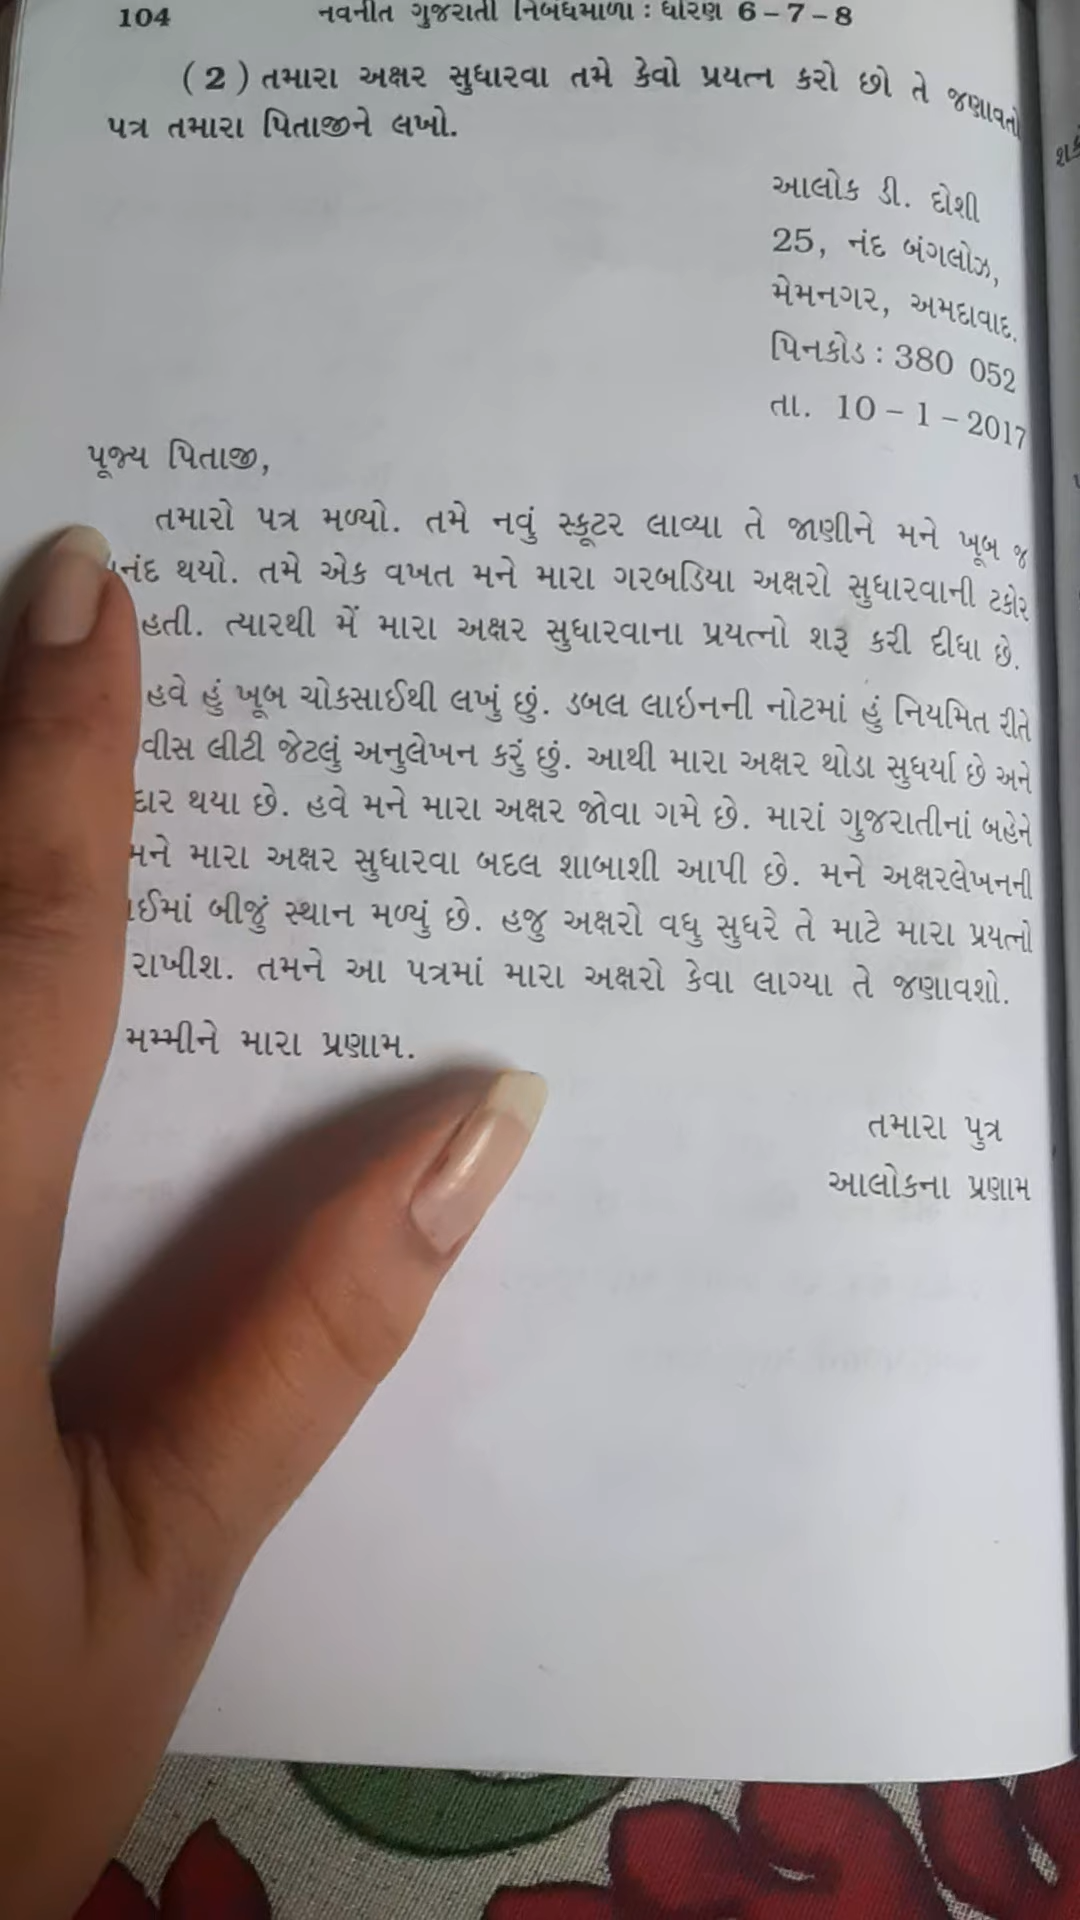 104 નવનીત ગુજરાતી નિબંધમાળા : ધોરણ 6 – 7 – 8
( 2 ) તમારા અક્ષર સુધારવા તમે કેવો પ્રયત્ન કરો છો તે જણાવતો
પત્ર તમારા પિતાજીને લખો.
આલોક ડી. દોશી
25, નંદ બંગલોઝ,
મેમનગર, અમદાવાદ.
પિનકોડ : 380 052
તા. 10 – 1 – 2017
પૂજ્ય પિતાજી,
તમારો પત્ર મળ્યો. તમે નવું સ્કૂટર લાવ્યા તે જાણીને મને ખૂબ જ
થયો. તમે એક વખત મને મારા ગરબડિયા અક્ષરો સુધારવાની ટકોર
હતી. ત્યારથી મેં મારા અક્ષર સુધારવાના પ્રયત્નો શરૂ કરી દીધા છે.
હવે હું ખૂબ ચોકસાઈથી લખું છું. ડબલ લાઇનની નોટમાં હું નિયમિત રીતે
વીસ લીટી જેટલું અનુલેખન કરું છું. આથી મારા અક્ષર થોડા સુધર્યા છે અને
થયા છે. હવે મને મારા અક્ષર જોવા ગમે છે. મારાં ગુજરાતીનાં બહેને
મને મારા અક્ષર સુધારવા બદલ શાબાશી આપી છે. મને અક્ષરલેખનની
બીજું સ્થાન મળ્યું છે. હજુ અક્ષરો વધુ સુધરે તે માટે મારા પ્રયત્નો
રાખીશ. તમને આ પત્રમાં મારા અક્ષરો કેવા લાગ્યા તે જણાવશો.
મમ્મીને મારા પ્રણામ.
તમારા પુત્ર
આલોકના પ્રણામ